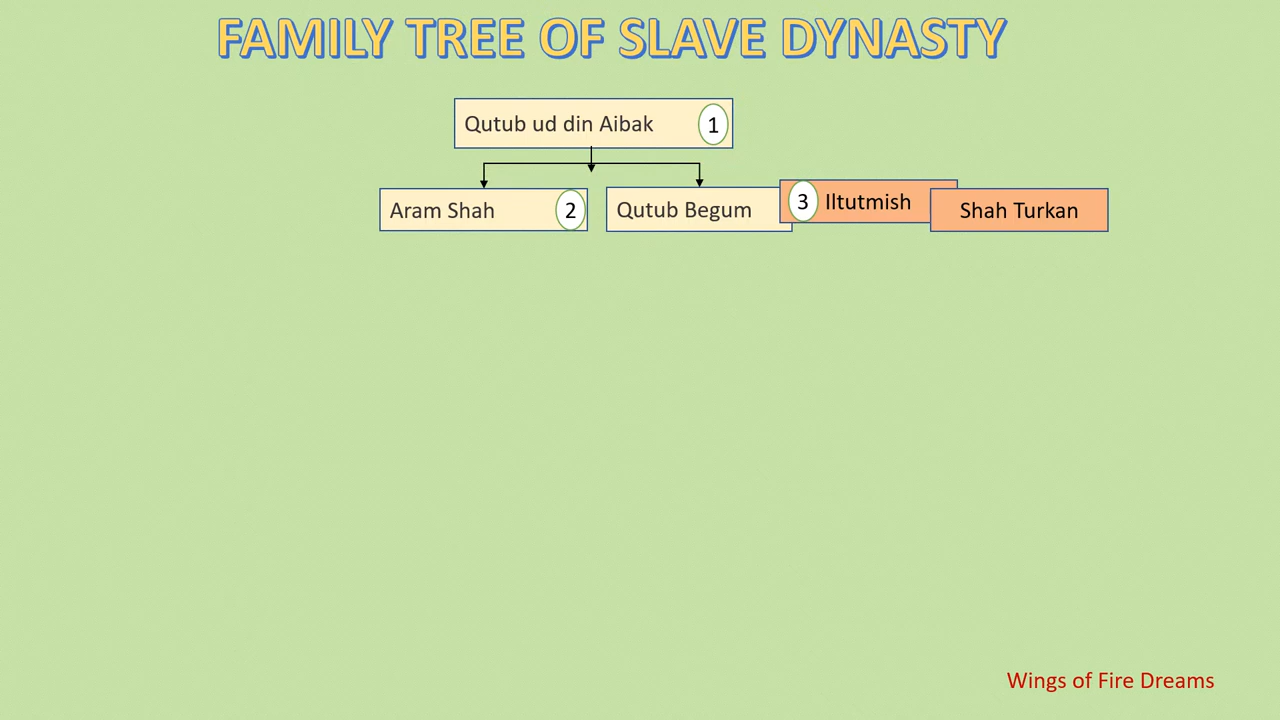 FAMILY TREE OF SLAVE DYNASTY
Qutub ud din Aibak 1
Aram Shah 2
Qutub Begum
3 Iltutmish
Shah Turkan
Wings of Fire Dreams